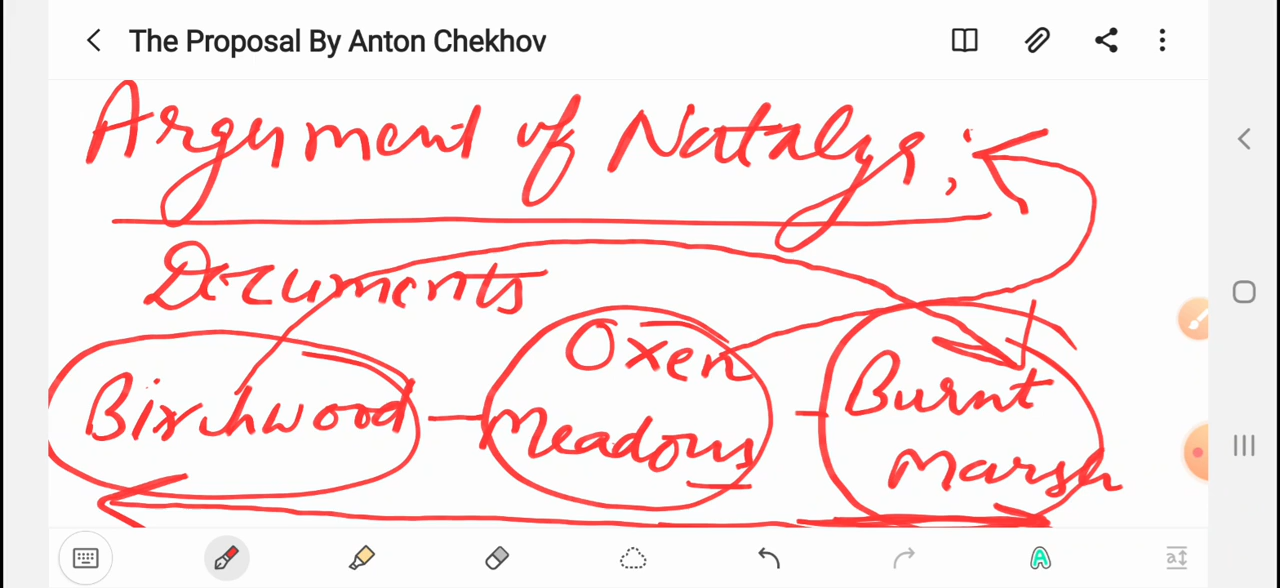 The Proposal By Anton Chekhov
Argument of Natalya;
Documents
Birchwood - Oxen Meadows - Burnt Marsh